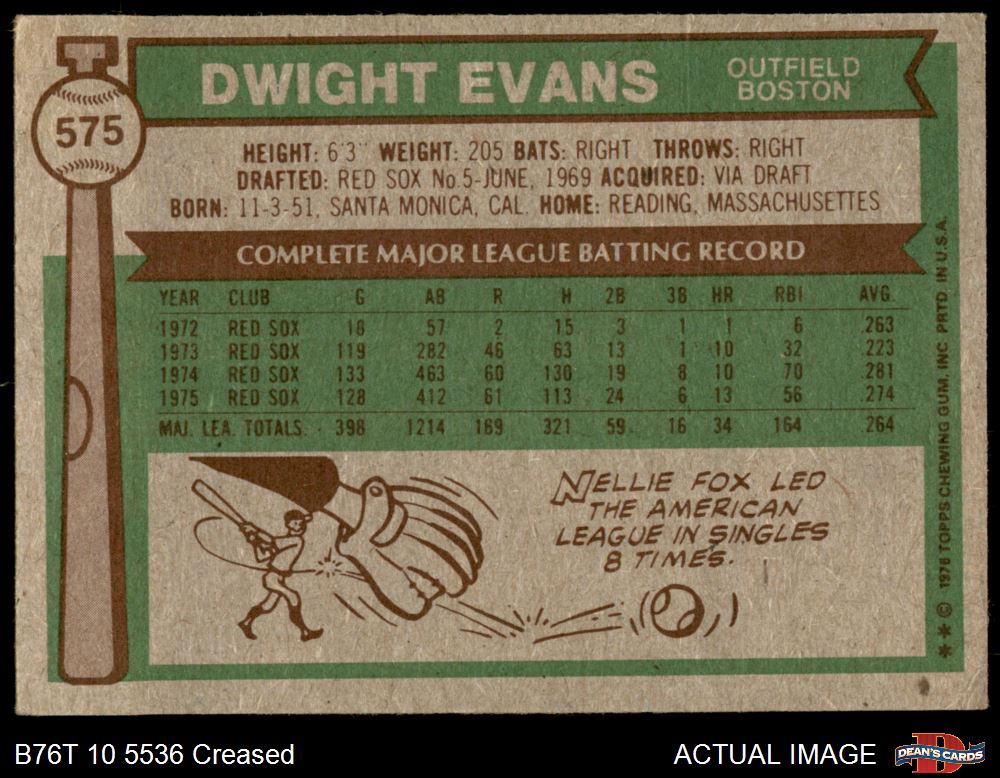 575
DWIGHT EVANS
OUTFIELD
BOSTON
HEIGHT: 6'3" WEIGHT: 205 BATS: RIGHT THROWS: RIGHT
DRAFTED: RED SOX No.5-JUNE, 1969 ACQUIRED: VIA DRAFT
BORN: 11-3-51, SANTA MONICA, CAL. HOME: READING, MASSACHUSETTES
COMPLETE MAJOR LEAGUE BATTING RECORD
YEAR CLUB G AB R H 2B 3B HR RBI AVG.
1972 RED SOX 18 57 2 15 3 1 1 6 .263
1973 RED SOX 119 282 46 63 13 1 10 32 .223
1974 RED SOX 133 463 60 130 19 8 10 70 .281
1975 RED SOX 128 412 61 113 24 6 13 56 .274
MAJ. LEA. TOTALS 398 1214 169 321 59 16 34 164 .264
NELLIE FOX LED
THE AMERICAN
LEAGUE IN SINGLES
8 TIMES.
** © 1976 TOPPS CHEWING GUM, INC PRTD. IN U.S.A.
B76T 10 5536 Creased
ACTUAL IMAGE
DEAN'S CARDS